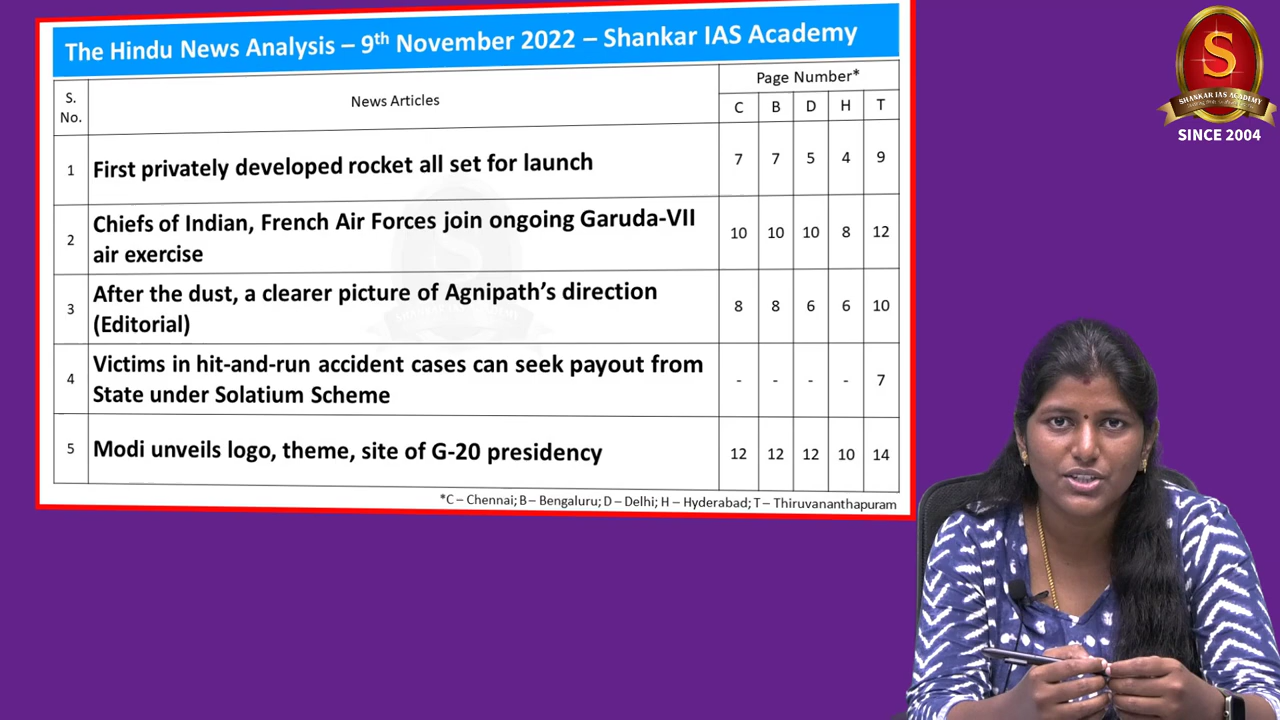 The Hindu News Analysis – 9th November 2022 – Shankar IAS Academy
S. No.
News Articles
Page Number*
C B D H T
1 First privately developed rocket all set for launch 7 7 5 4 9
2 Chiefs of Indian, French Air Forces join ongoing Garuda-VII
air exercise 10 10 10 8 12
3 After the dust, a clearer picture of Agnipath's direction
(Editorial) 8 8 6 6 10
4 Victims in hit-and-run accident cases can seek payout from
State under Solatium Scheme - - - - 7
5 Modi unveils logo, theme, site of G-20 presidency 12 12 12 10 14
*C – Chennai; B – Bengaluru; D – Delhi; H – Hyderabad; T – Thiruvananthapuram
S
SHANKAR IAS ACADEMY
SINCE 2004